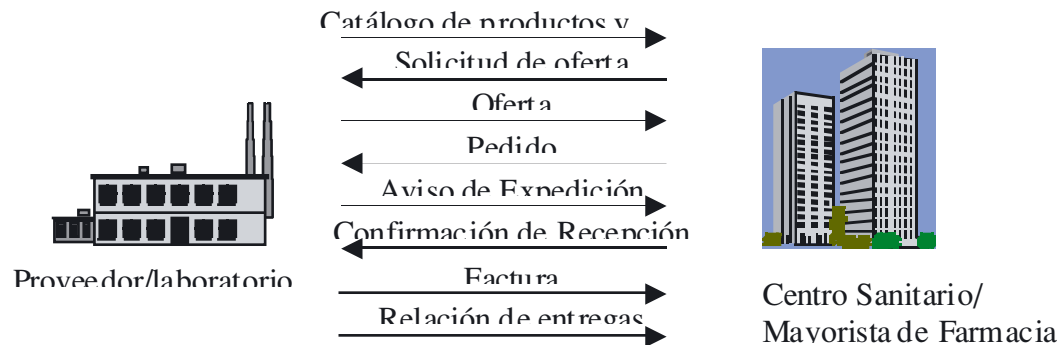 Catálogo de productos y
Solicitud de oferta
Oferta
Pedido
Aviso de Expedición
Confirmación de Recepción
Factura
Relación de entregas
Proveedor/laboratorio
Centro Sanitario/
Mayorista de Farmacia